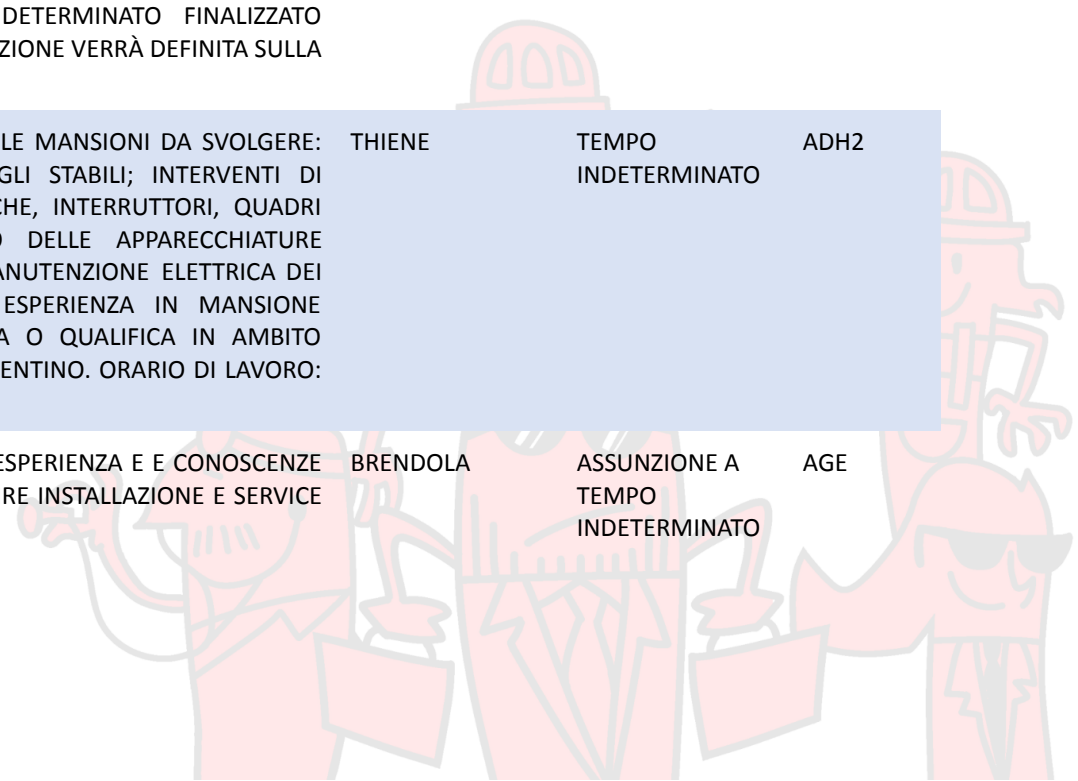 DETERMINATO FINALIZZATO
ZIONE VERRÀ DEFINITA SULLA
LE MANSIONI DA SVOLGERE: THIENE TEMPO ADH2
GLI STABILI; INTERVENTI DI INDETERMINATO
CHE, INTERRUTTORI, QUADRI
O DELLE APPARECCHIATURE
ANUTENZIONE ELETTRICA DEI
ESPERIENZA IN MANSIONE
A O QUALIFICA IN AMBITO
ENTINO. ORARIO DI LAVORO:
ESPERIENZA E E CONOSCENZE BRENDOLA ASSUNZIONE A AGE
RE INSTALLAZIONE E SERVICE TEMPO
INDETERMINATO